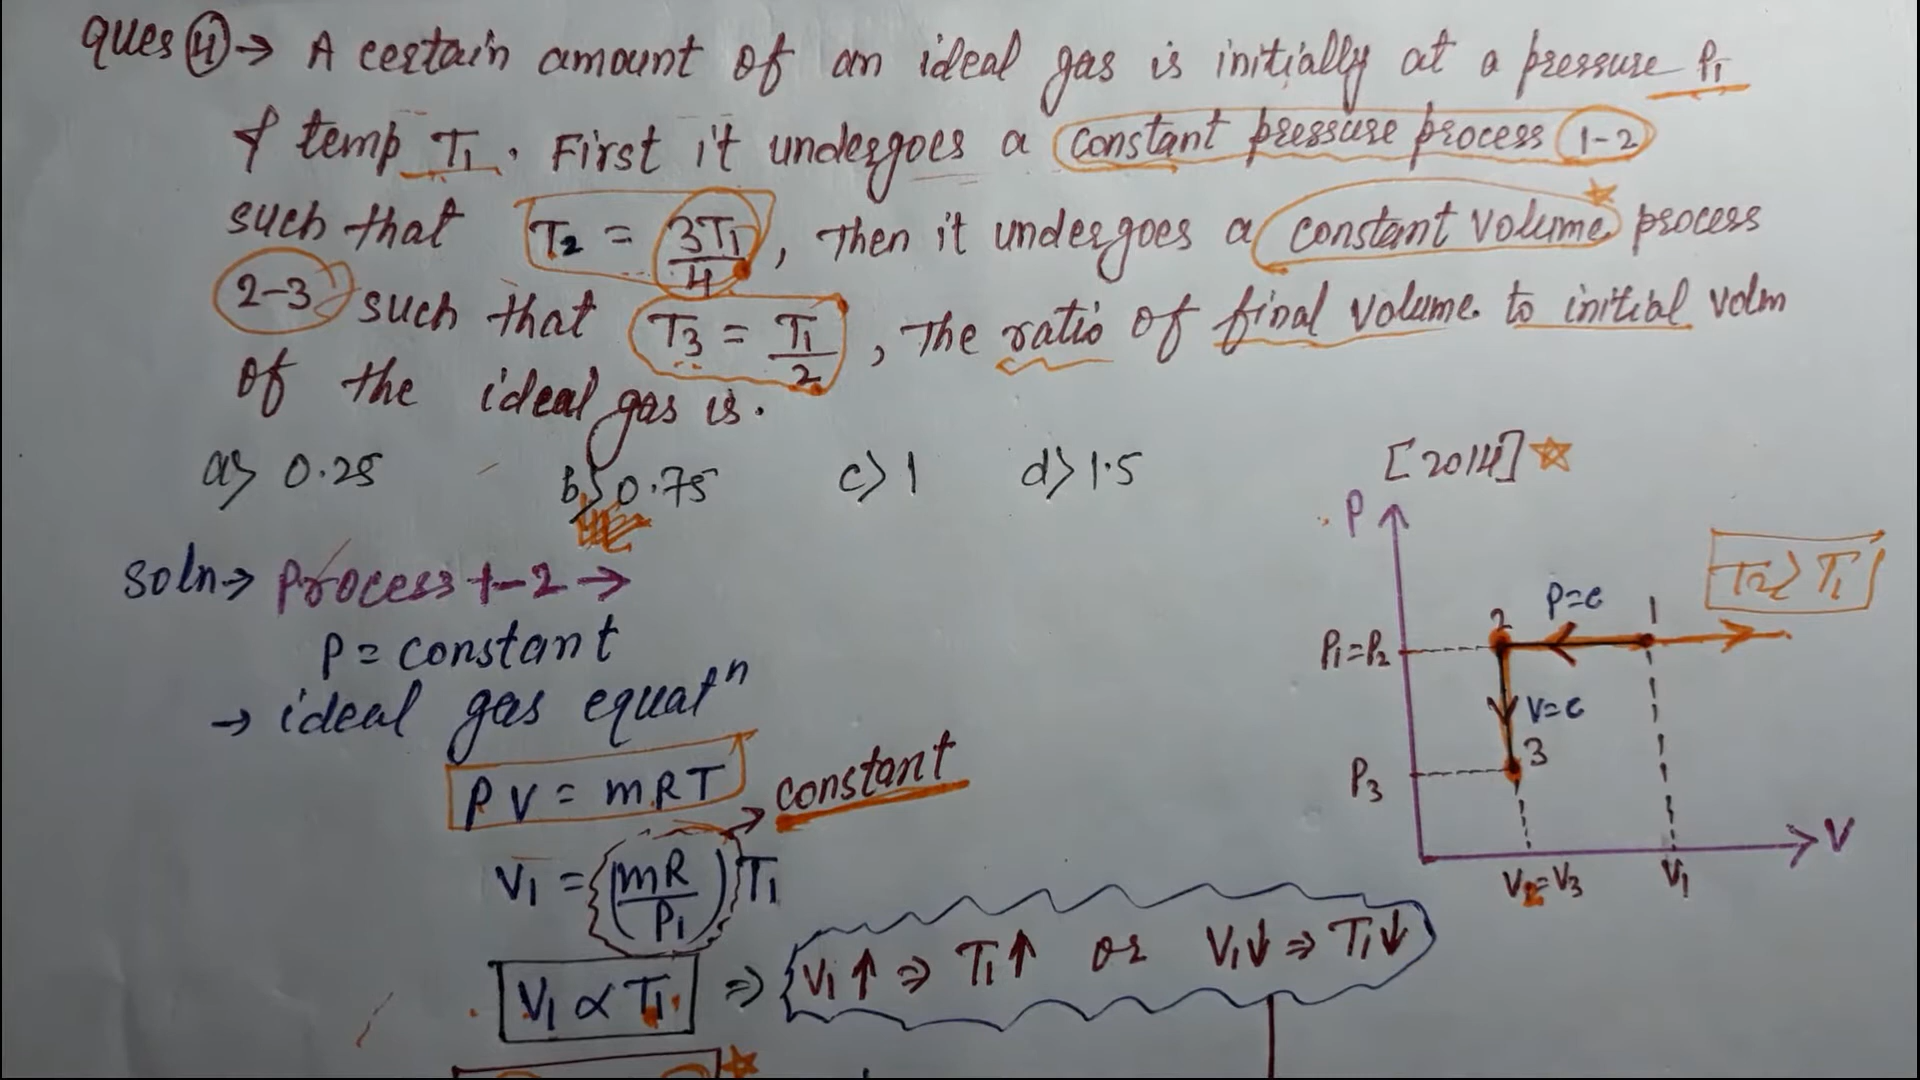 Ques ④→ A certain amount of an ideal gas is initially at a pressure P₁
& temp T₁. First it undergoes a constant pressure process 1-2
such that T₂ = 3T₁/4, Then it undergoes a constant volume process
2-3 such that T₃ = T₁/2, The ratio of final volume to initial volm
of the ideal gas is.
a> 0.25 b> 0.75 c> 1 d> 1.5
[2014]
Soln→ Process 1-2 →
P = constant
→ ideal gas equatⁿ
PV = mRT
constant
V₁ = (mR/P₁) T₁
V₁ ∝ T₁ ⇒ V₁↑ ⇒ T₁↑ or V₁↓ ⇒ T₁↓
P
T₂> T₁
P=c
2 1
P₁=P₂
V=c
3
P₃
V
V₂=V₃ V₁